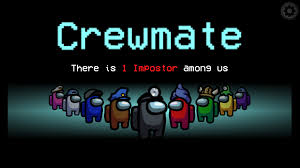 Crewmate
There is 1 Impostor among us